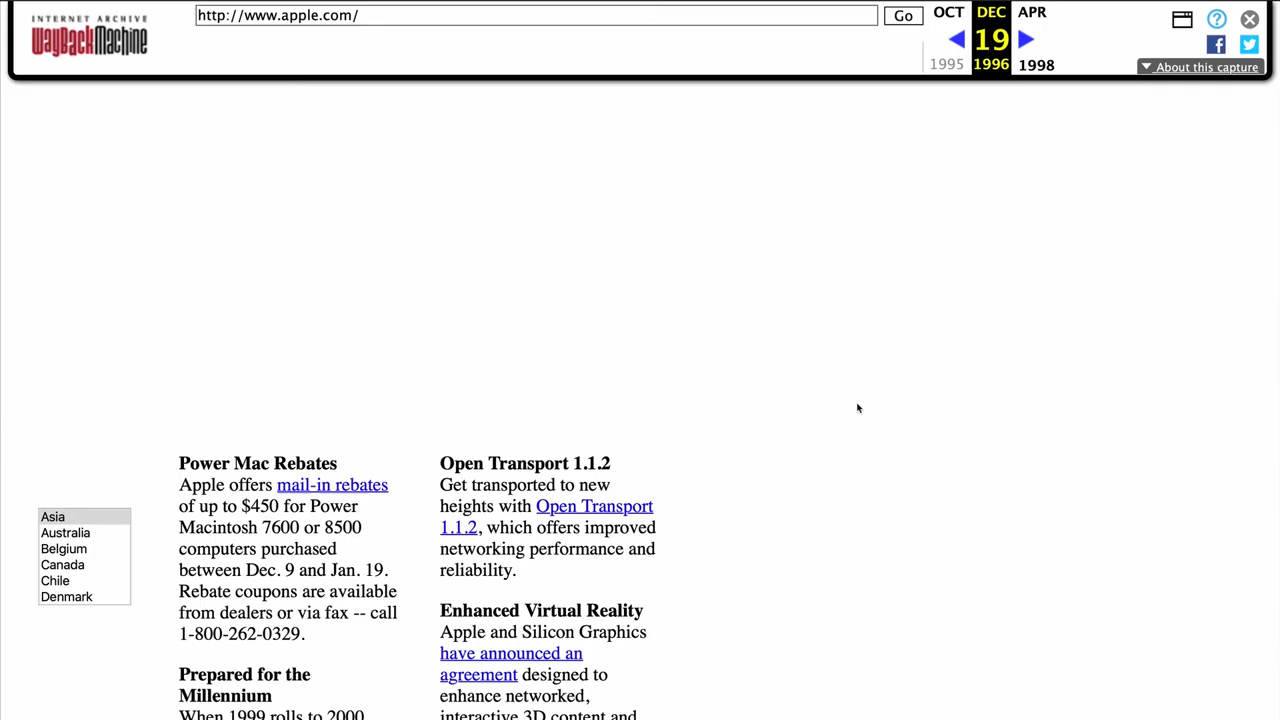 INTERNET ARCHIVE
WayBackMachine
http://www.apple.com/
Go
OCT
DEC
APR
19
1995
1996
1998
About this capture
Asia
Australia
Belgium
Canada
Chile
Denmark
Power Mac Rebates
Apple offers mail-in rebates
of up to $450 for Power
Macintosh 7600 or 8500
computers purchased
between Dec. 9 and Jan. 19.
Rebate coupons are available
from dealers or via fax -- call
1-800-262-0329.
Prepared for the
Millennium
When 1999 rolls to 2000
Open Transport 1.1.2
Get transported to new
heights with Open Transport
1.1.2, which offers improved
networking performance and
reliability.
Enhanced Virtual Reality
Apple and Silicon Graphics
have announced an
agreement designed to
enhance networked,
interactive 3D content and